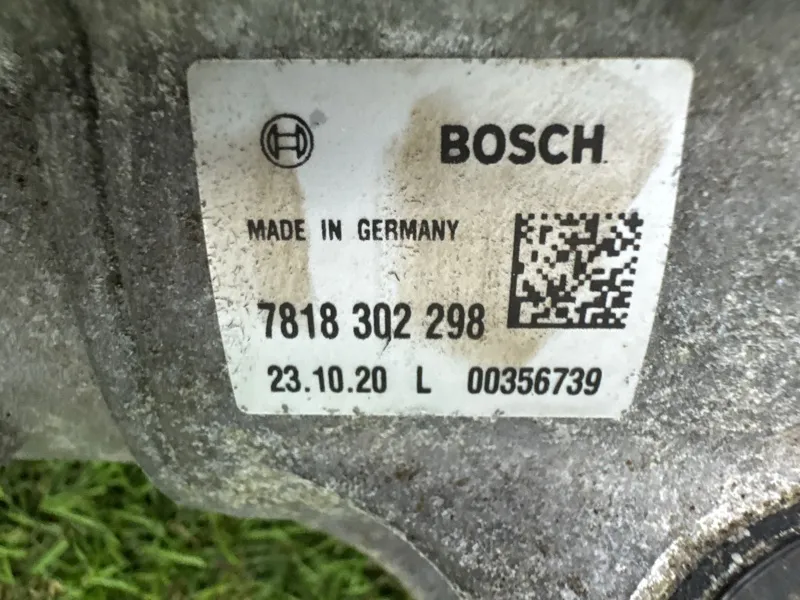 BOSCH
MADE IN GERMANY
7818 302 298
23.10.20 L 00356739